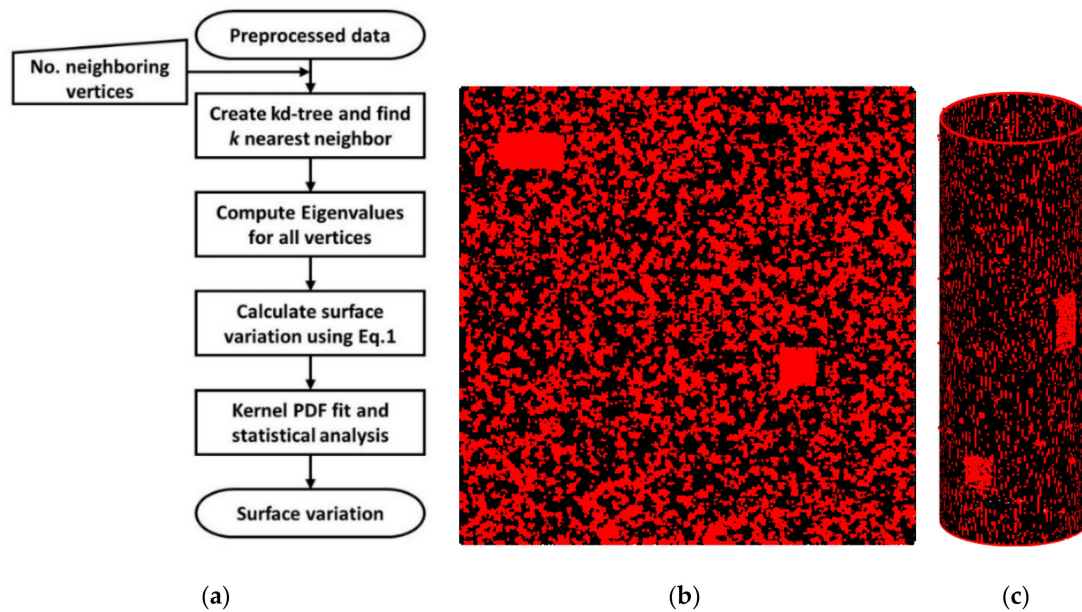 Preprocessed data
No. neighboring
vertices
Create kd-tree and find
k nearest neighbor
Compute Eigenvalues
for all vertices
Calculate surface
variation using Eq.1
Kernel PDF fit and
statistical analysis
Surface variation
(a)
(b)
(c)